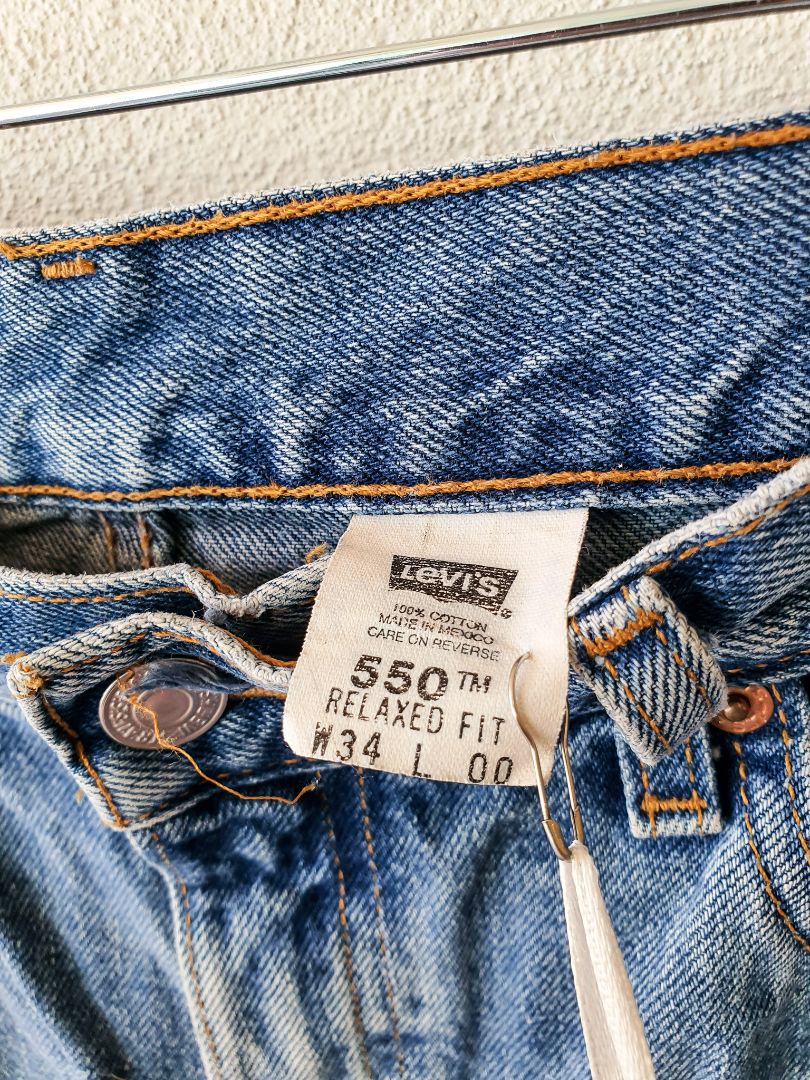 LEVI'S®
100% COTTON
MADE IN MEXICO
CARE ON REVERSE
550™
RELAXED FIT
W34 L 00